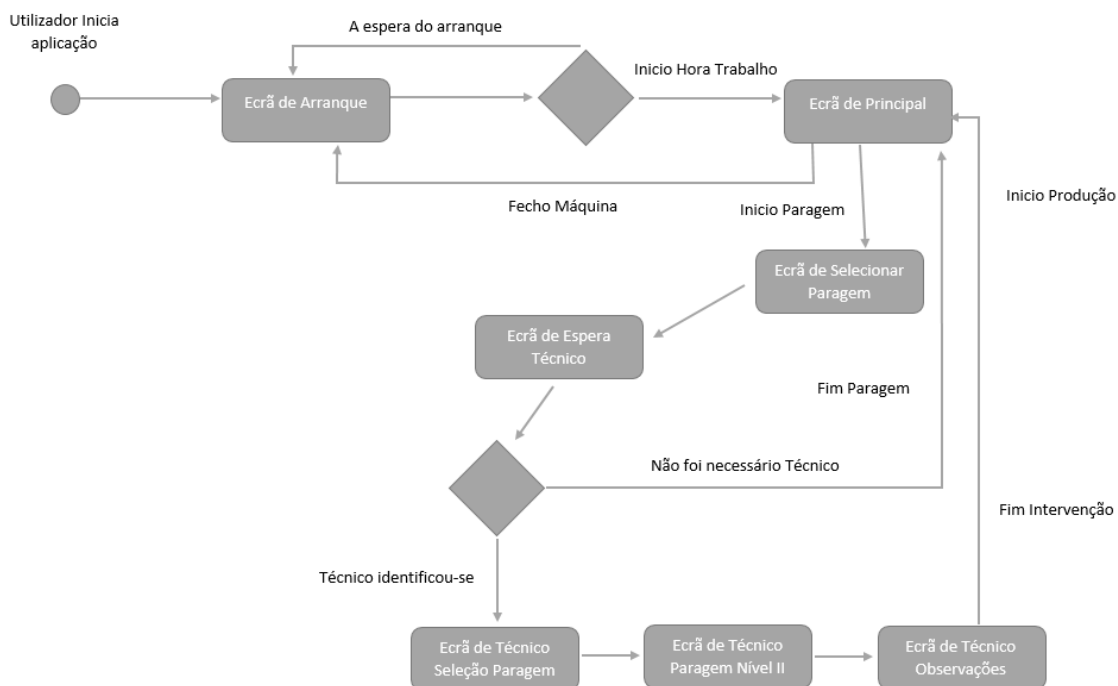 Utilizador Inicia
aplicação
A espera do arranque
Inicio Hora Trabalho
Ecrã de Arranque
Ecrã de Principal
Fecho Máquina
Inicio Paragem
Inicio Produção
Ecrã de Selecionar
Paragem
Ecrã de Espera
Técnico
Fim Paragem
Não foi necessário Técnico
Fim Intervenção
Técnico identificou-se
Ecrã de Técnico
Seleção Paragem
Ecrã de Técnico
Paragem Nível II
Ecrã de Técnico
Observações